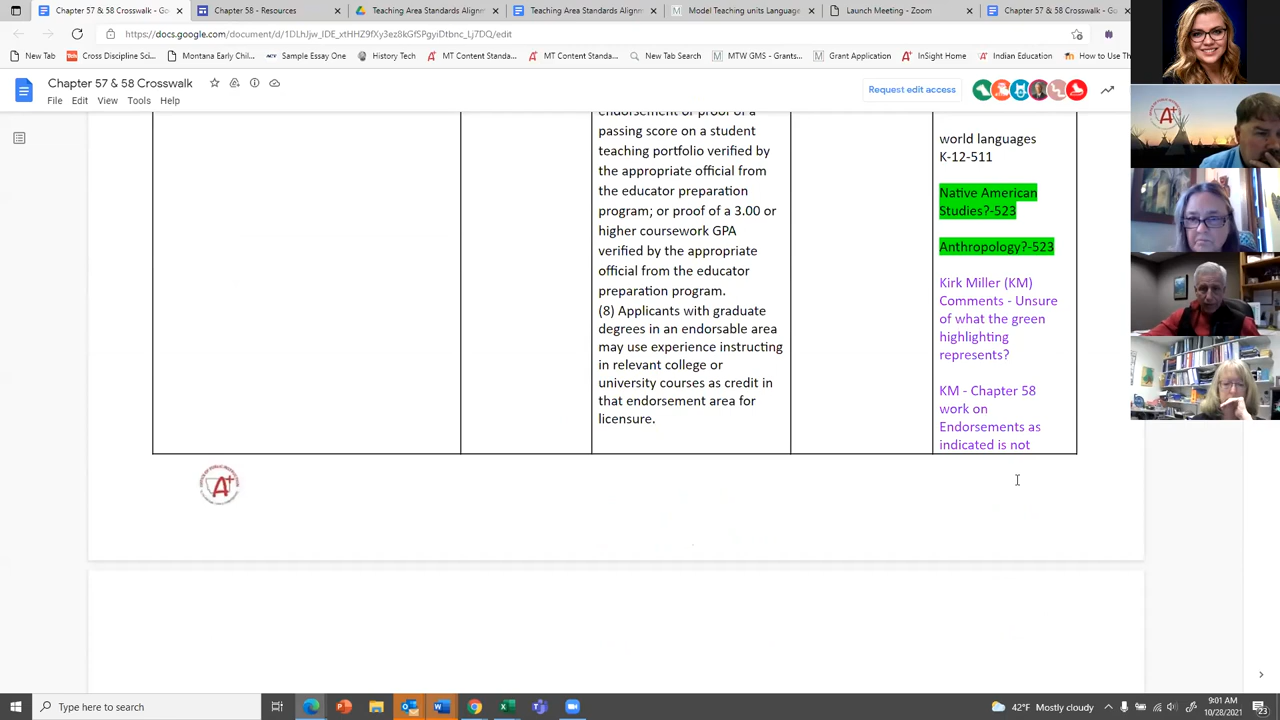 Chapter 57 & 58 Crosswalk - Go
Chapter 58 - Resources
Teaching Area Standards Alignm
Teaching Area Standards Alignm
Model Teaching units Language
Launch Meeting - Zoom
Chapter 57 & 58 Crosswalk - Go
https://docs.google.com/document/d/1DLhJjw_IDE_xtHHZ9fXy3ez8kGfSPgyiDtbnc_Lj7DQ/edit
New Tab
Cross Discipline Sci...
Montana Early Chil...
One Stop Shop
History Tech
MT Content Standa...
MT Content Standa...
New Search Tab
MTW GMS - Grants...
Grant Application
InSight Home
Indian Education
How to Use Th
Chapter 57 & 58 Crosswalk
File Edit View Tools Help
Request edit access
endorsement or proof of a
passing score on a student
teaching portfolio verified by
the appropriate official from
the educator preparation
program; or proof of a 3.00 or
higher coursework GPA
verified by the appropriate
official from the educator
preparation program.
(8) Applicants with graduate
degrees in an endorsable area
may use experience instructing
in relevant college or
university courses as credit in
that endorsement area for
licensure.
world languages
K-12-511
Native American
Studies?-523
Anthropology?-523
Kirk Miller (KM)
Comments - Unsure
of what the green
highlighting
represents?
KM - Chapter 58
work on
Endorsements as
indicated is not
A+
A+
Type here to search
42°F Mostly cloudy
9:01 AM
10/28/2021
23